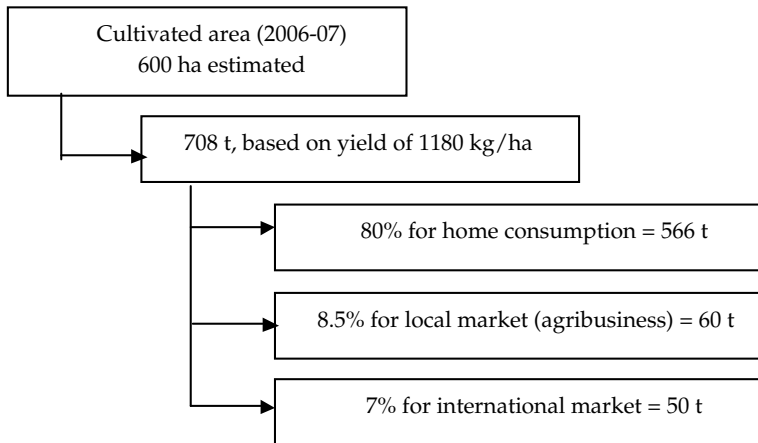 Cultivated area (2006-07)
600 ha estimated
708 t, based on yield of 1180 kg/ha
80% for home consumption = 566 t
8.5% for local market (agribusiness) = 60 t
7% for international market = 50 t